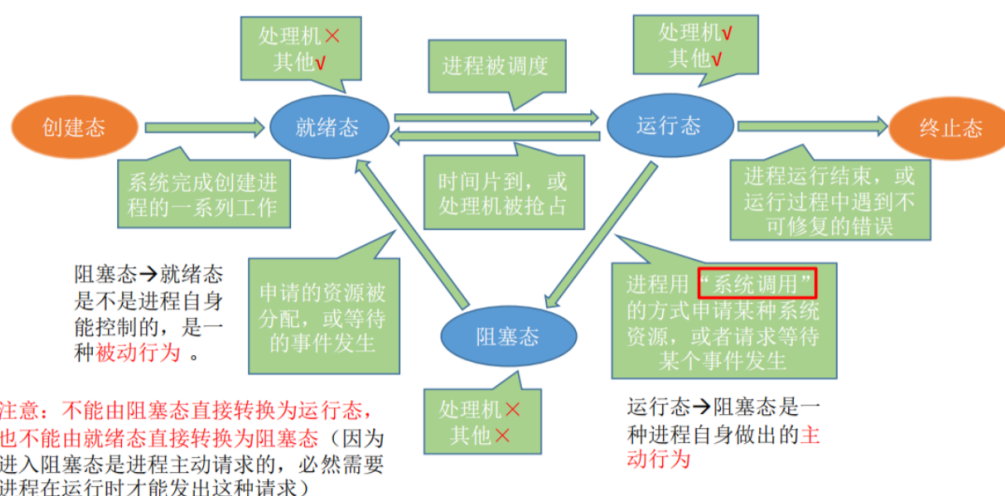 处理机×
其他√
处理机√
其他√
进程被调度
创建态
就绪态
运行态
终止态
系统完成创建进
程的一系列工作
时间片到，或
处理机被抢占
进程运行结束，或
运行过程中遇到不
可修复的错误
阻塞态→就绪态
是不是进程自身
能控制的，是一
种被动行为 。
申请的资源被
分配，或等待
的事件发生
阻塞态
进程用“系统调用”
的方式申请某种系统
资源，或者请求等待
某个事件发生
处理机×
其他×
运行态→阻塞态是一
种进程自身做出的主
动行为
注意：不能由阻塞态直接转换为运行态，
也不能由就绪态直接转换为阻塞态（因为
进入阻塞态是进程主动请求的，必然需要
进程在运行时才能发出这种请求）